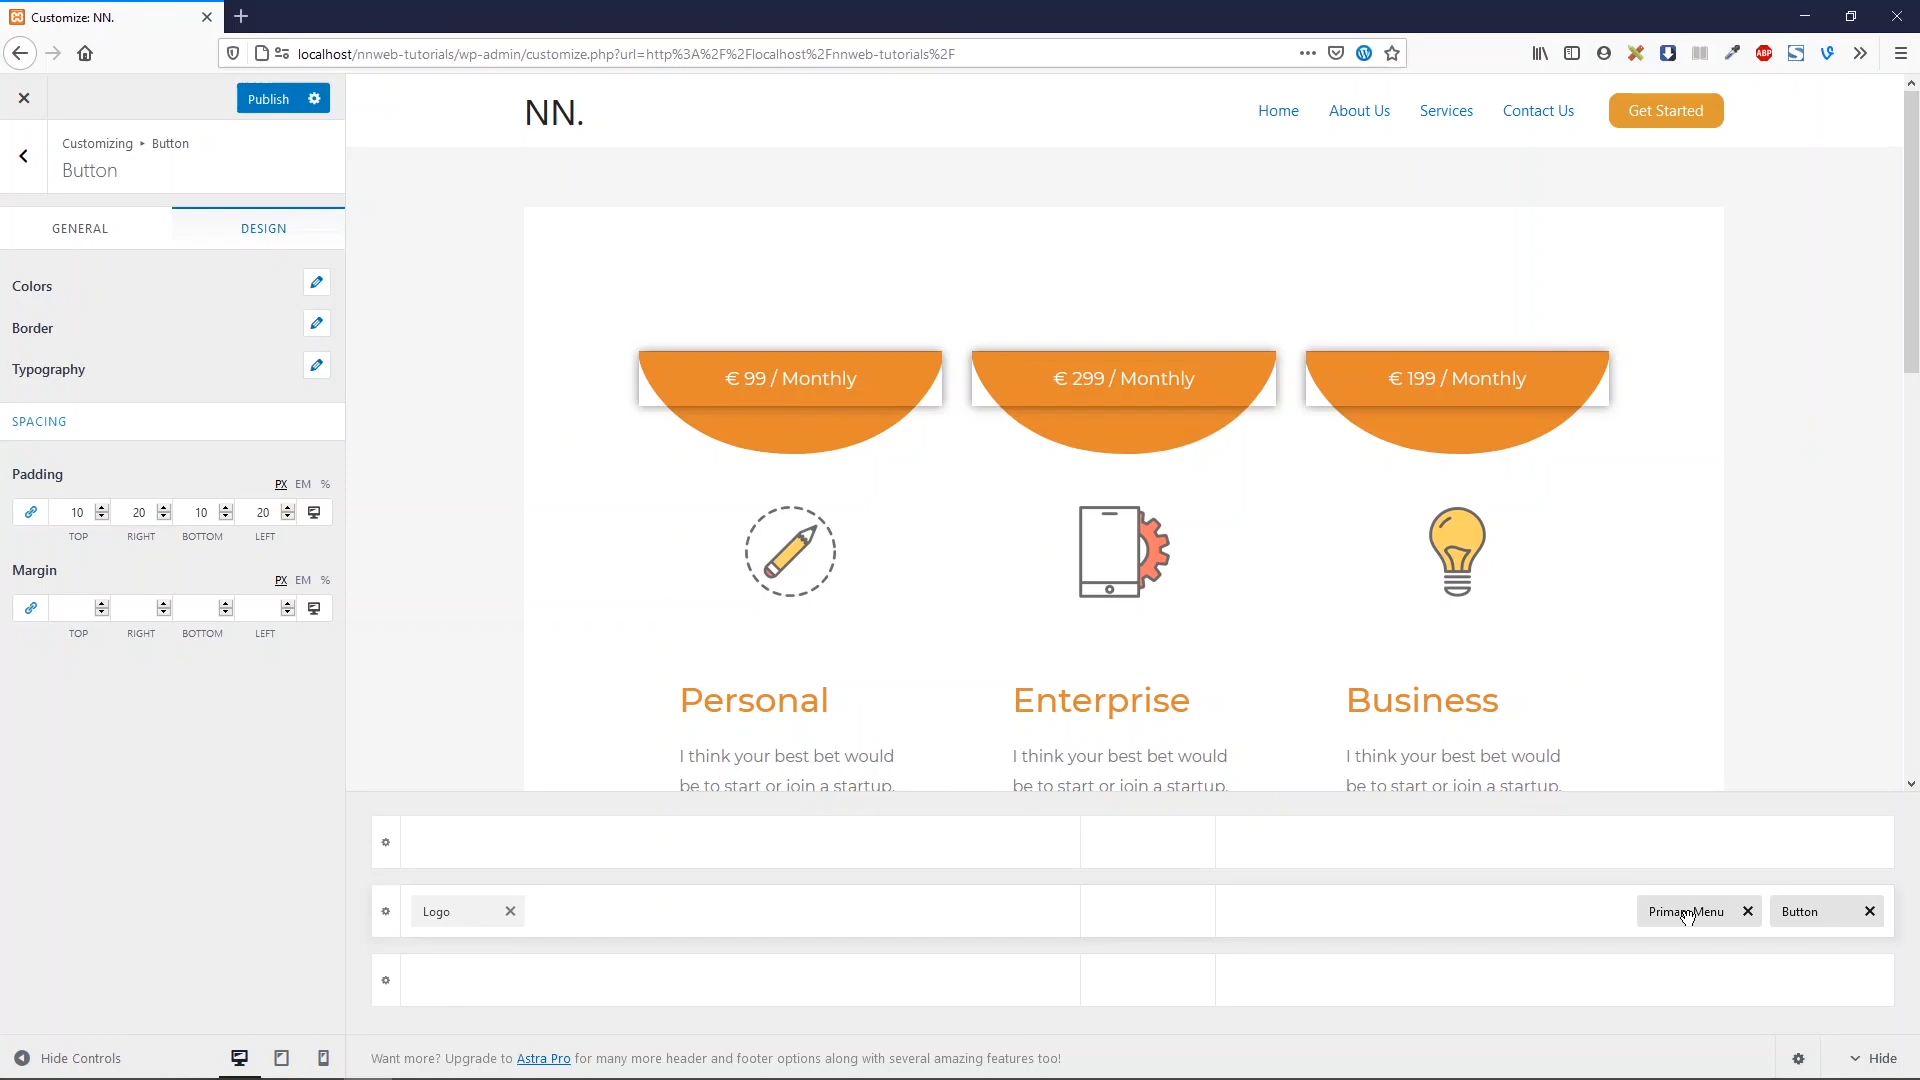 Customize: NN.
localhost/nnweb-tutorials/wp-admin/customize.php?url=http%3A%2F%2Flocalhost%2Fnnweb-tutorials%2F
ABP
Publish
Customizing ▸ Button
Button
GENERAL
DESIGN
Colors
Border
Typography
SPACING
Padding
PX EM %
10 20 10 20
TOP RIGHT BOTTOM LEFT
Margin
PX EM %
TOP RIGHT BOTTOM LEFT
Hide Controls
NN.
Home About Us Services Contact Us Get Started
€ 99 / Monthly
€ 299 / Monthly
€ 199 / Monthly
Personal
Enterprise
Business
I think your best bet would
be to start or join a startup.
I think your best bet would
be to start or join a startup.
I think your best bet would
be to start or join a startup.
Logo
Primary Menu
Button
Want more? Upgrade to Astra Pro for many more header and footer options along with several amazing features too!
Hide